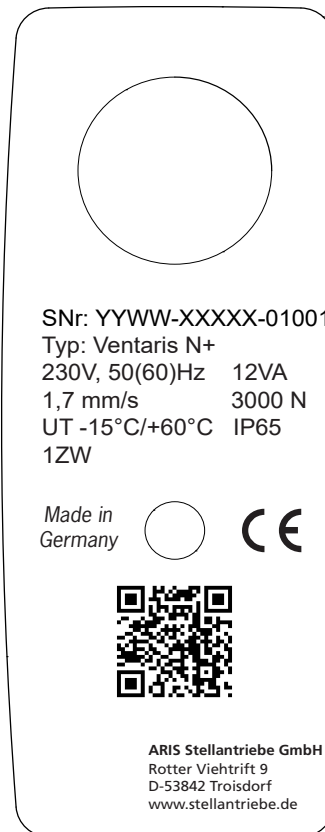 SNr: YYWW-XXXXX-01001
Typ: Ventaris N+
230V, 50(60)Hz 12VA
1,7 mm/s 3000 N
UT -15°C/+60°C IP65
1ZW
Made in
Germany
CE
ARIS Stellantriebe GmbH
Rotter Viehtrift 9
D-53842 Troisdorf
www.stellantriebe.de